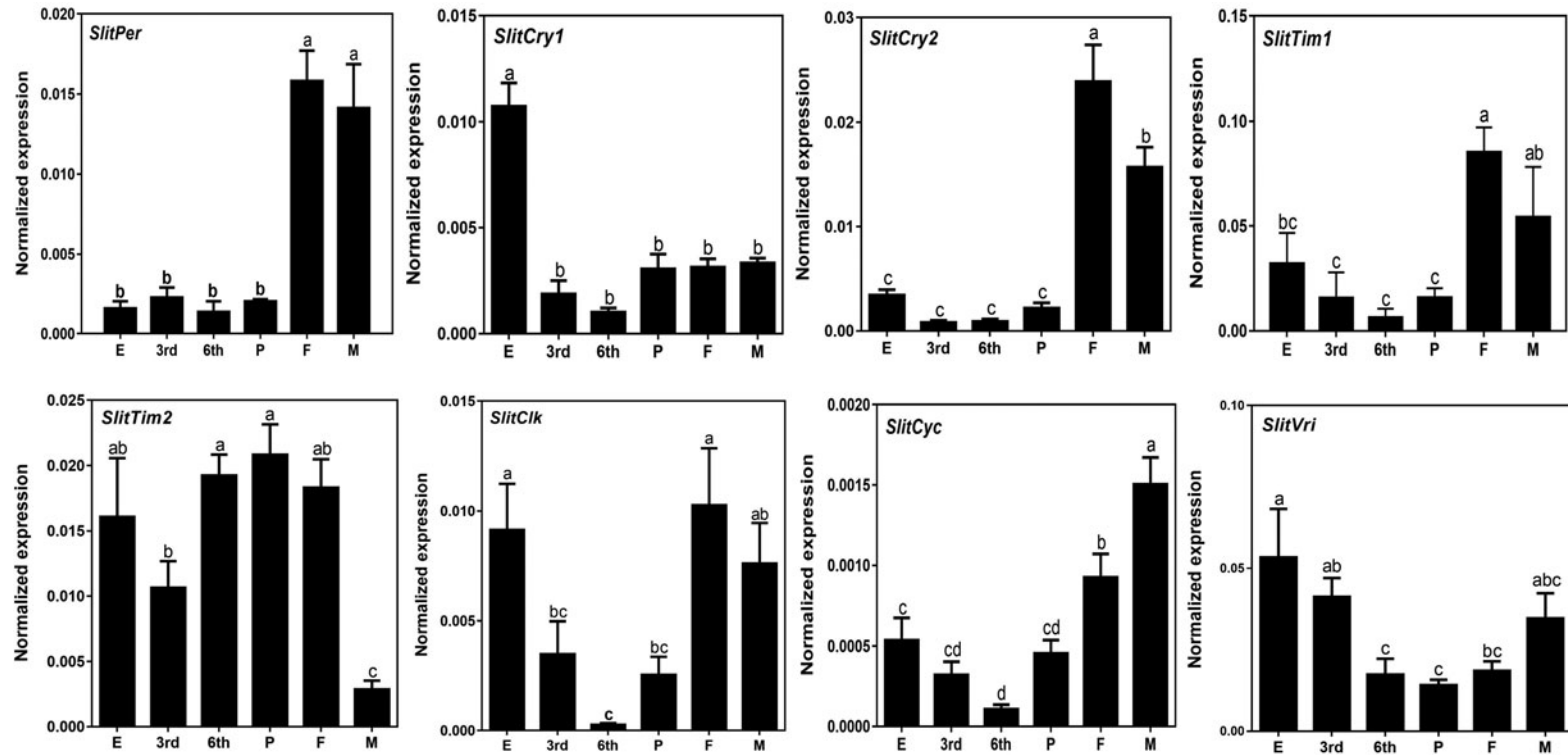 SlitPer
Normalized expression
0.020
0.015
0.010
0.005
0.000
b
b
b
b
a
a
E 3rd 6th P F M
SlitCry1
Normalized expression
0.015
0.010
0.005
0.000
a
b
b
b
b
b
E 3rd 6th P F M
SlitCry2
Normalized expression
0.03
0.02
0.01
0.00
c
c
c
c
a
b
E 3rd 6th P F M
SlitTim1
Normalized expression
0.15
0.10
0.05
0.00
bc
c
c
c
a
ab
E 3rd 6th P F M
SlitTim2
Normalized expression
0.025
0.020
0.015
0.010
0.005
0.000
ab
b
a
a
ab
c
E 3rd 6th P F M
SlitClk
Normalized expression
0.015
0.010
0.005
0.000
a
bc
c
bc
a
ab
E 3rd 6th P F M
SlitCyc
Normalized expression
0.0020
0.0015
0.0010
0.0005
0.0000
c
cd
d
cd
b
a
E 3rd 6th P F M
SlitVri
Normalized expression
0.10
0.05
0.00
a
ab
c
c
bc
abc
E 3rd 6th P F M